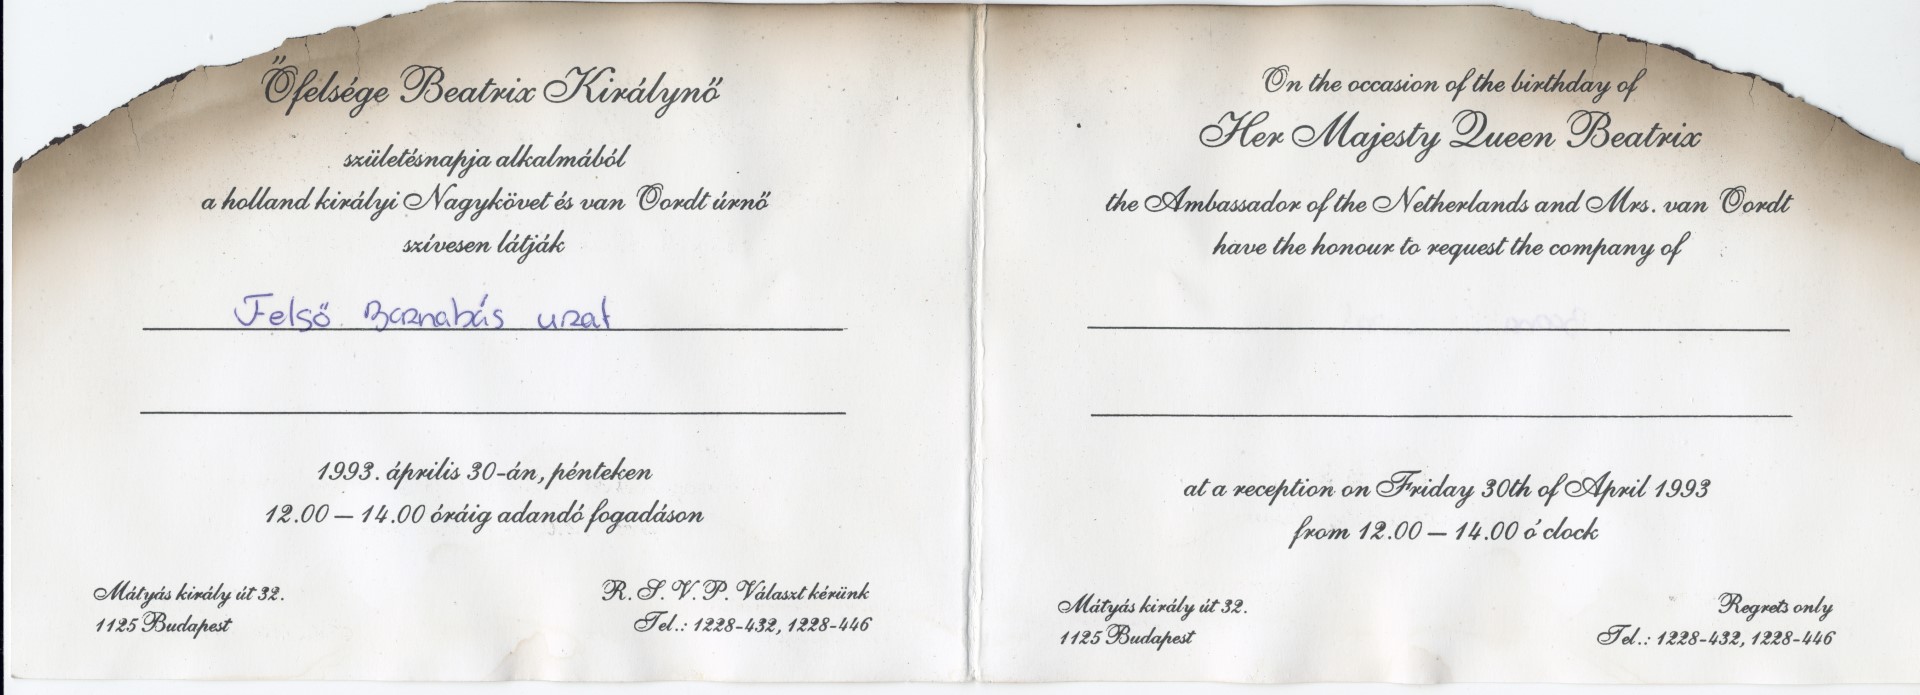 Őfelsége Beatrix Királynő
születésnapja alkalmából
a holland királyi Nagykövet és van Oordt úrnő
szívesen látják
Felső Barnabás urat
1993. április 30-án, pénteken
12.00 – 14.00 óráig adandó fogadáson
Mátyás király út 32.
1125 Budapest
R. S. V. P. Választ kérünk
Tel.: 1228-432, 1228-446
On the occasion of the birthday of
Her Majesty Queen Beatrix
the Ambassador of the Netherlands and Mrs. van Oordt
have the honour to request the company of
at a reception on Friday 30th of April 1993
from 12.00 – 14.00 o'clock
Mátyás király út 32.
1125 Budapest
Regrets only
Tel.: 1228-432, 1228-446